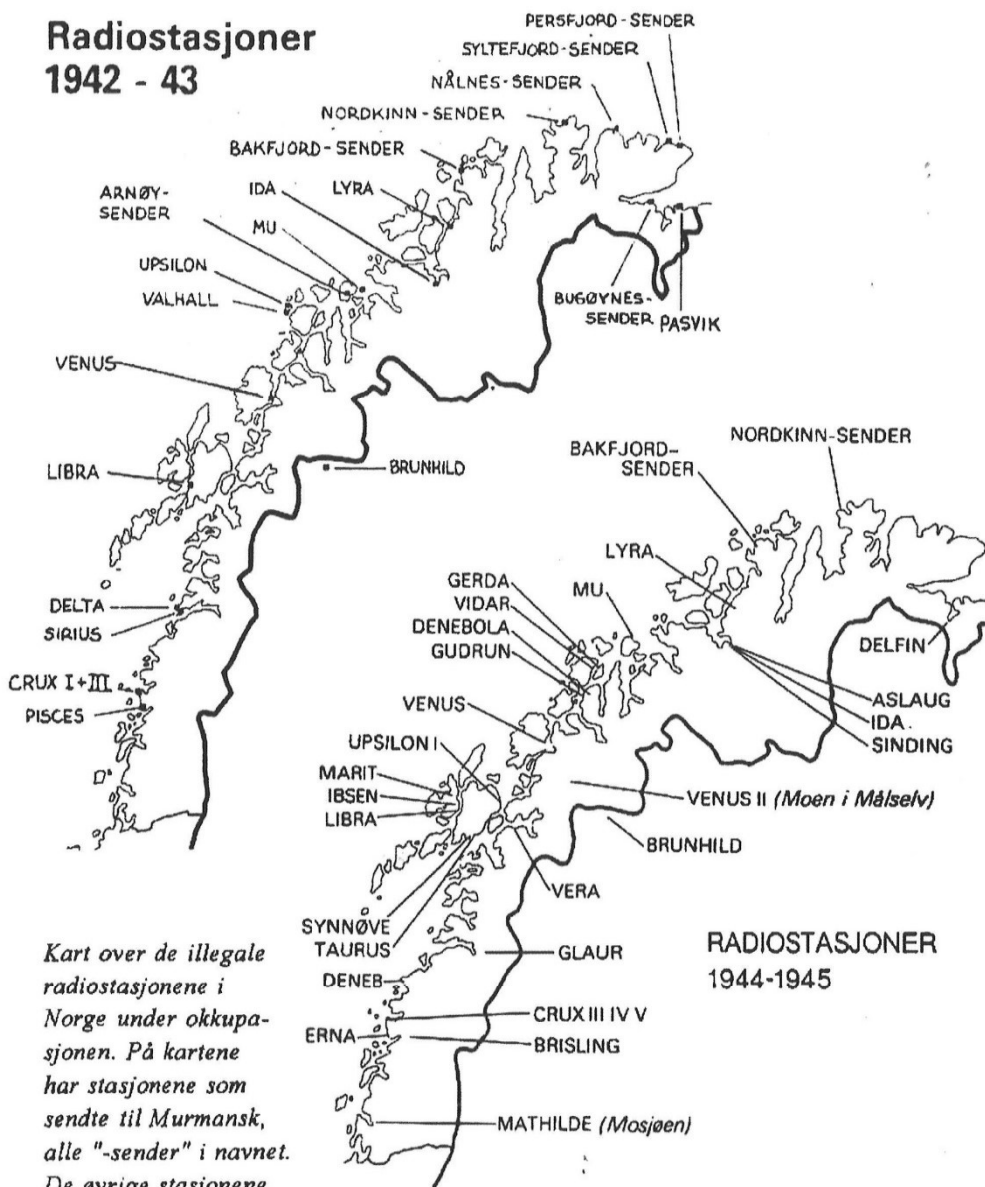 Radiostasjoner
1942 - 43
PERSFJORD-SENDER
SYLTEFJORD-SENDER
NÅLNES-SENDER
NORDKINN-SENDER
BAKFJORD-SENDER
ARNØY-
SENDER
IDA
LYRA
MU
UPSILON
VALHALL
BUGØYNES-
SENDER
PASVIK
VENUS
LIBRA
BRUNHILD
DELTA
SIRIUS
CRUX I+III
PISCES
NORDKINN-SENDER
BAKFJORD-
SENDER
LYRA
GERDA
VIDAR
DENEBOLA
GUDRUN
MU
DELFIN
ASLAUG
IDA.
SINDING
VENUS
UPSILON I
MARIT
IBSEN
LIBRA
VENUS II (Moen i Målselv)
BRUNHILD
VERA
SYNNØVE
TAURUS
GLAUR
DENEB
CRUX III IV V
ERNA
BRISLING
MATHILDE (Mosjøen)
RADIOSTASJONER
1944-1945
Kart over de illegale
radiostasjonene i
Norge under okkupa-
sjonen. På kartene
har stasjonene som
sendte til Murmansk,
alle "-sender" i navnet.
De øvrige stasjonene